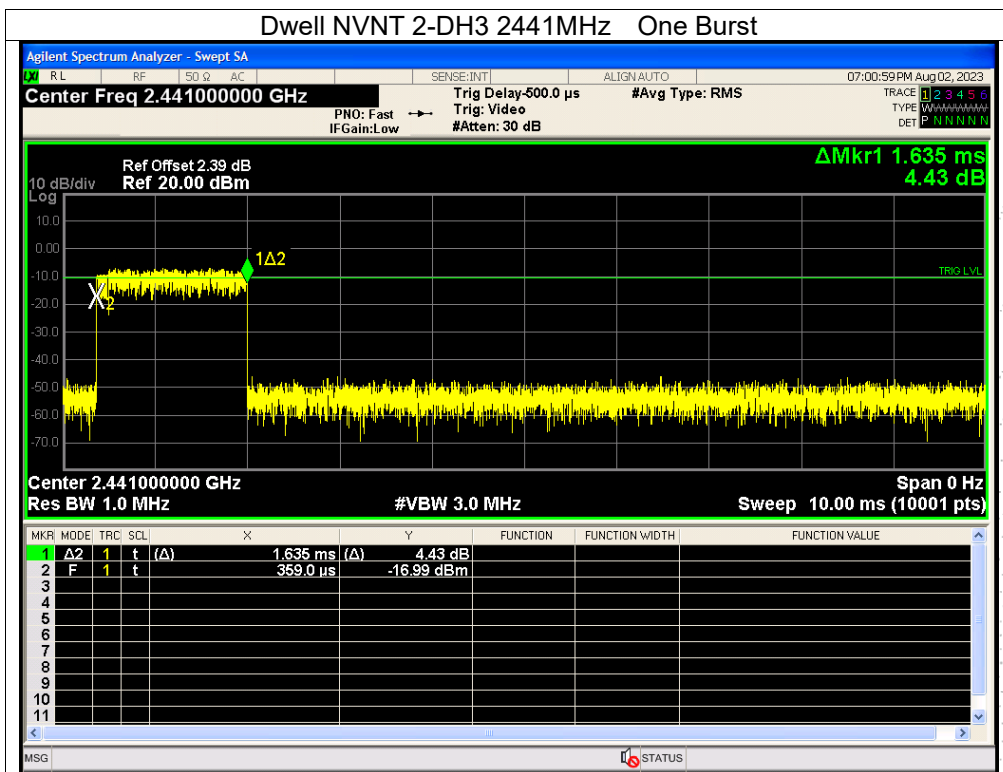 Dwell NVNT 2-DH3 2441MHz One Burst
Agilent Spectrum Analyzer - Swept SA
LXI RL RF 50 Ω AC SENSE:INT ALIGN AUTO 07:00:59 PM Aug 02, 2023
Center Freq 2.441000000 GHz Trig Delay-500.0 µs #Avg Type: RMS TRACE 1 2 3 4 5 6
PNO: Fast Trig: Video TYPE WWWWWWW
IFGain:Low #Atten: 30 dB DET P N N N N N
ΔMkr1 1.635 ms
4.43 dB
Ref Offset 2.39 dB
10 dB/div Ref 20.00 dBm
Log
10.0
0.00
1Δ2
-10.0
TRIG LVL
2
-20.0
-30.0
-40.0
-50.0
-60.0
-70.0
Center 2.441000000 GHz Span 0 Hz
Res BW 1.0 MHz #VBW 3.0 MHz Sweep 10.00 ms (10001 pts)
MKR MODE TRC SCL X Y FUNCTION FUNCTION WIDTH FUNCTION VALUE
1 Δ2 1 t (Δ) 1.635 ms (Δ) 4.43 dB
2 F 1 t 359.0 µs -16.99 dBm
3
4
5
6
7
8
9
10
11
MSG STATUS